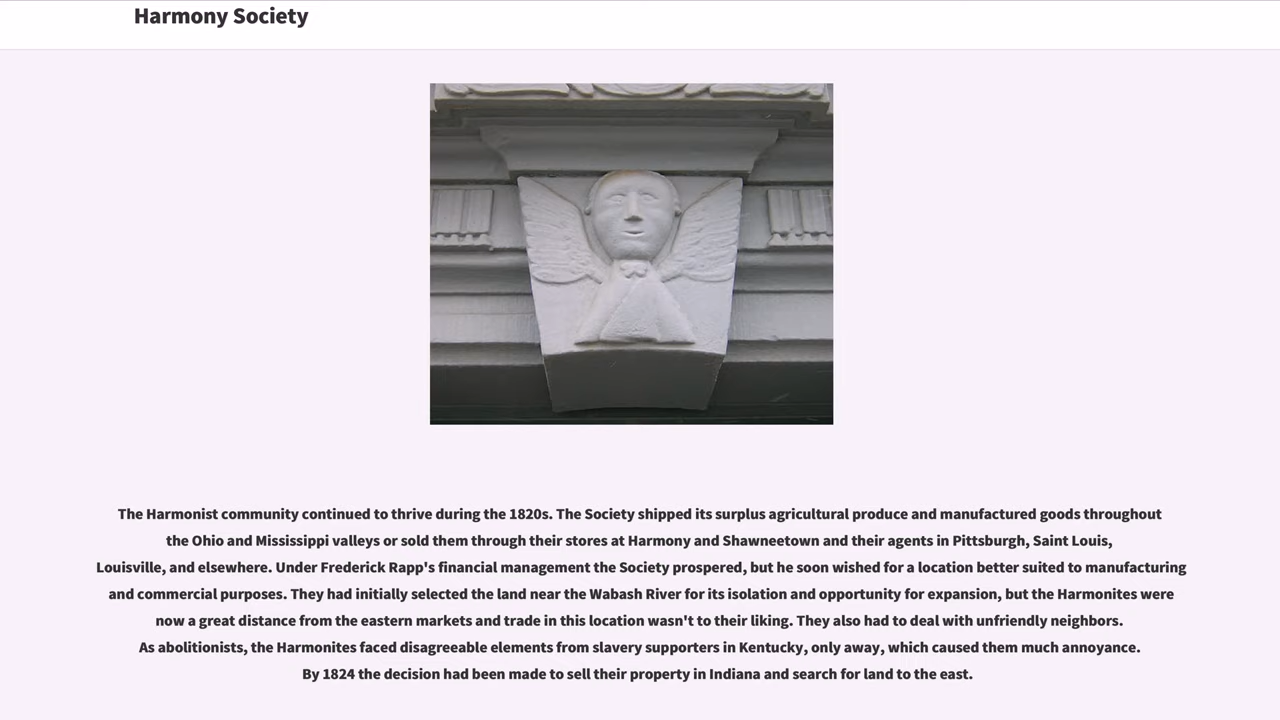 Harmony Society
The Harmonist community continued to thrive during the 1820s. The Society shipped its surplus agricultural produce and manufactured goods throughout
the Ohio and Mississippi valleys or sold them through their stores at Harmony and Shawneetown and their agents in Pittsburgh, Saint Louis,
Louisville, and elsewhere. Under Frederick Rapp's financial management the Society prospered, but he soon wished for a location better suited to manufacturing
and commercial purposes. They had initially selected the land near the Wabash River for its isolation and opportunity for expansion, but the Harmonites were
now a great distance from the eastern markets and trade in this location wasn't to their liking. They also had to deal with unfriendly neighbors.
As abolitionists, the Harmonites faced disagreeable elements from slavery supporters in Kentucky, only away, which caused them much annoyance.
By 1824 the decision had been made to sell their property in Indiana and search for land to the east.